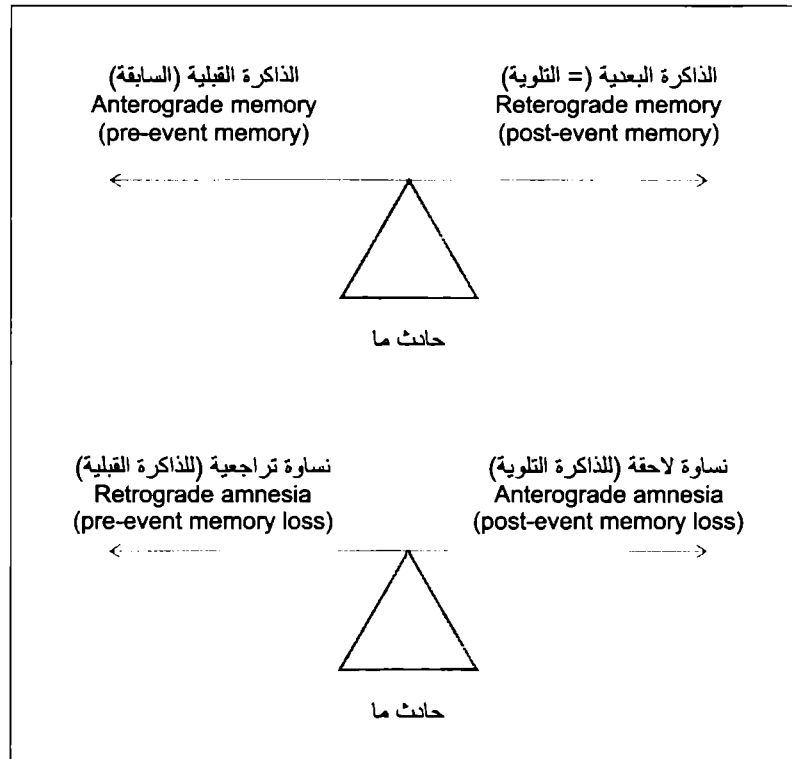 الذاكرة القبلية (السابقة)
Anterograde memory
(pre-event memory)
الذاكرة البعدية (= التلوية)
Reterograde memory
(post-event memory)
حادث ما
نساوة تراجعية (للذاكرة القبلية)
Retrograde amnesia
(pre-event memory loss)
نساوة لاحقة (للذاكرة التلوية)
Anterograde amnesia
(post-event memory loss)
حادث ما